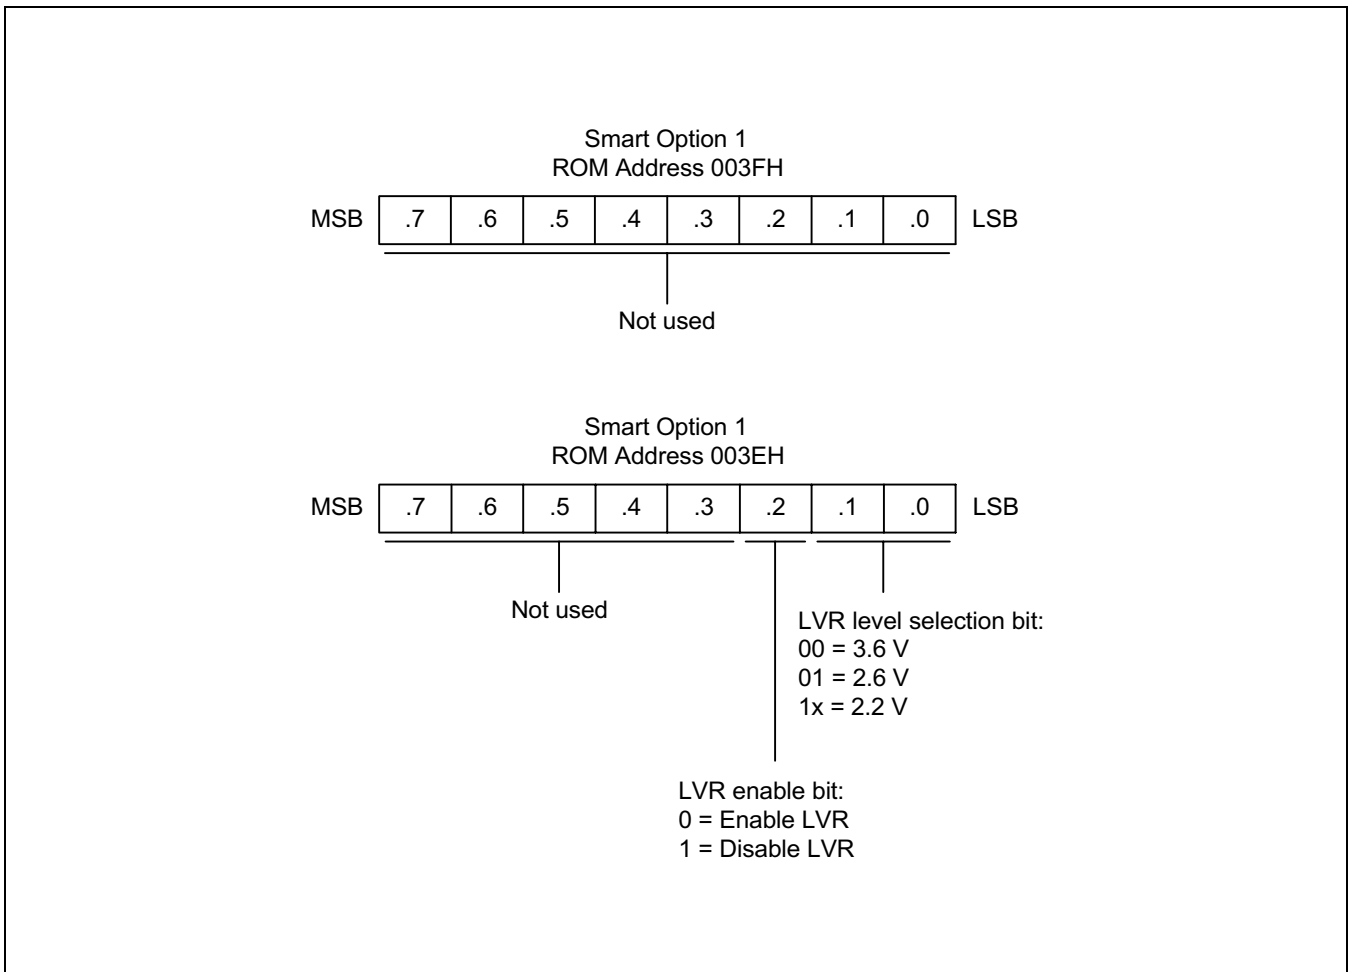 Smart Option 1
ROM Address 003FH
MSB .7 .6 .5 .4 .3 .2 .1 .0 LSB
Not used
Smart Option 1
ROM Address 003EH
MSB .7 .6 .5 .4 .3 .2 .1 .0 LSB
Not used
LVR level selection bit:
00 = 3.6 V
01 = 2.6 V
1x = 2.2 V
LVR enable bit:
0 = Enable LVR
1 = Disable LVR